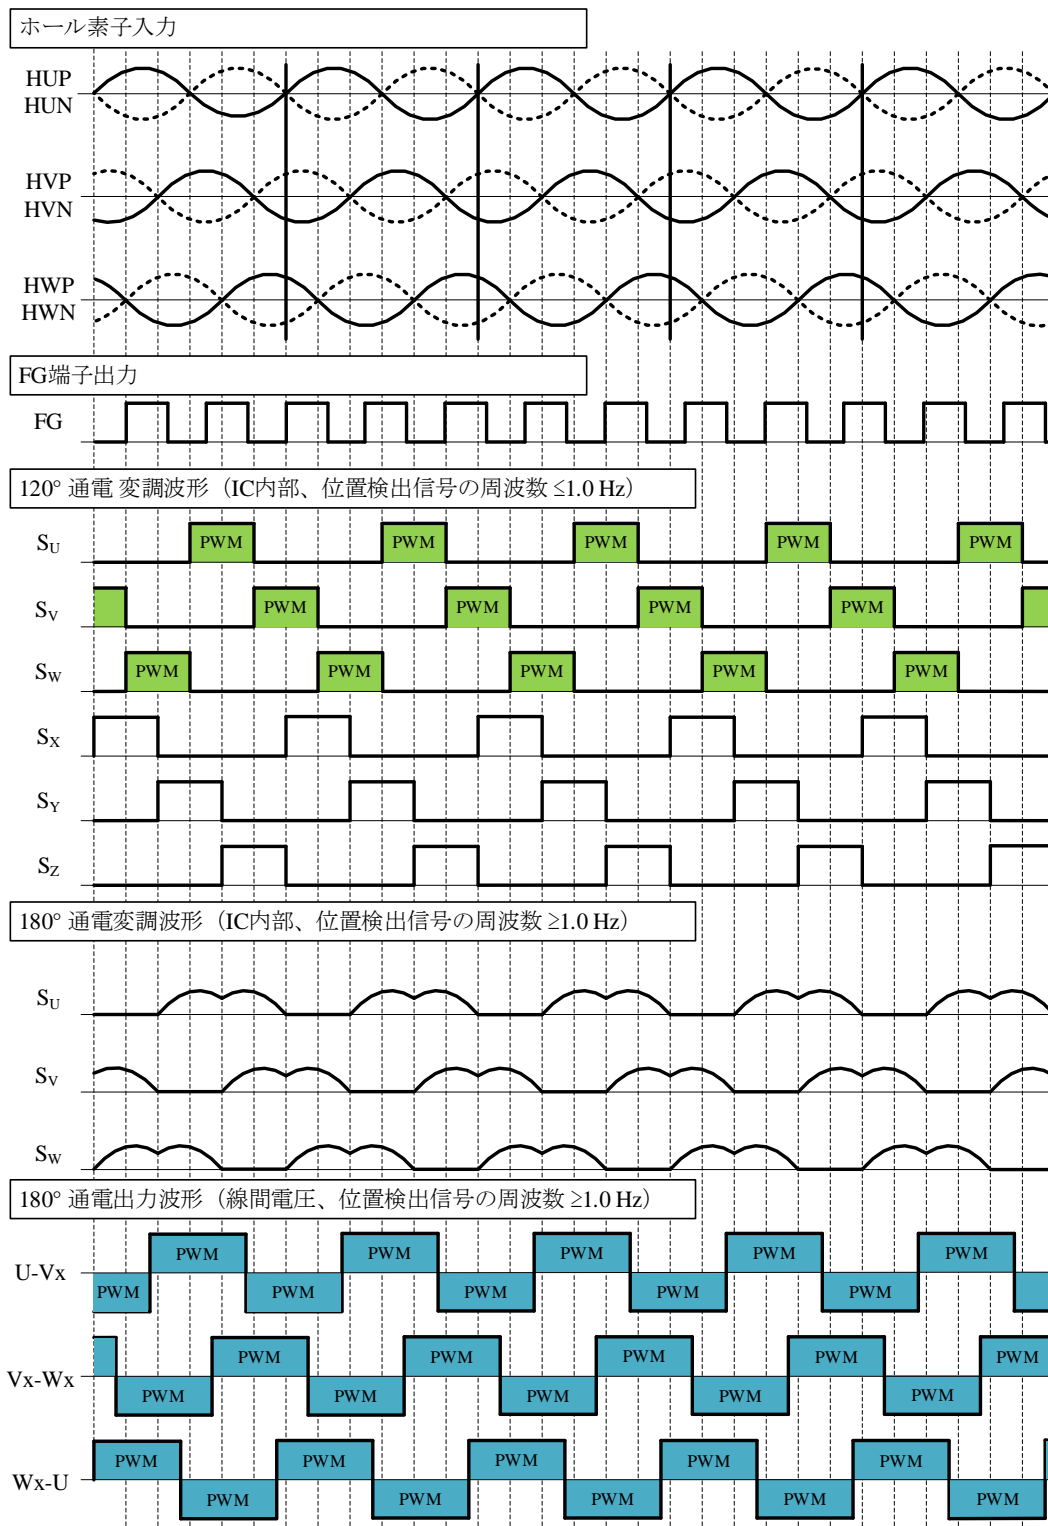 ホール素子入力
HUP
HUN
HVP
HVN
HWP
HWN
FG端子出力
FG
120° 通電 変調波形（IC内部、位置検出信号の周波数 ≤1.0 Hz）
SU PWM PWM PWM PWM PWM
SV PWM PWM PWM PWM
SW PWM PWM PWM PWM PWM
SX
SY
SZ
180° 通電変調波形（IC内部、位置検出信号の周波数 ≥1.0 Hz）
SU
SV
SW
180° 通電出力波形（線間電圧、位置検出信号の周波数 ≥1.0 Hz）
PWM PWM PWM PWM PWM
U-Vx
PWM PWM PWM PWM PWM
PWM PWM PWM PWM PWM
Vx-Wx
PWM PWM PWM PWM PWM
PWM PWM PWM PWM PWM
Wx-U
PWM PWM PWM PWM PWM